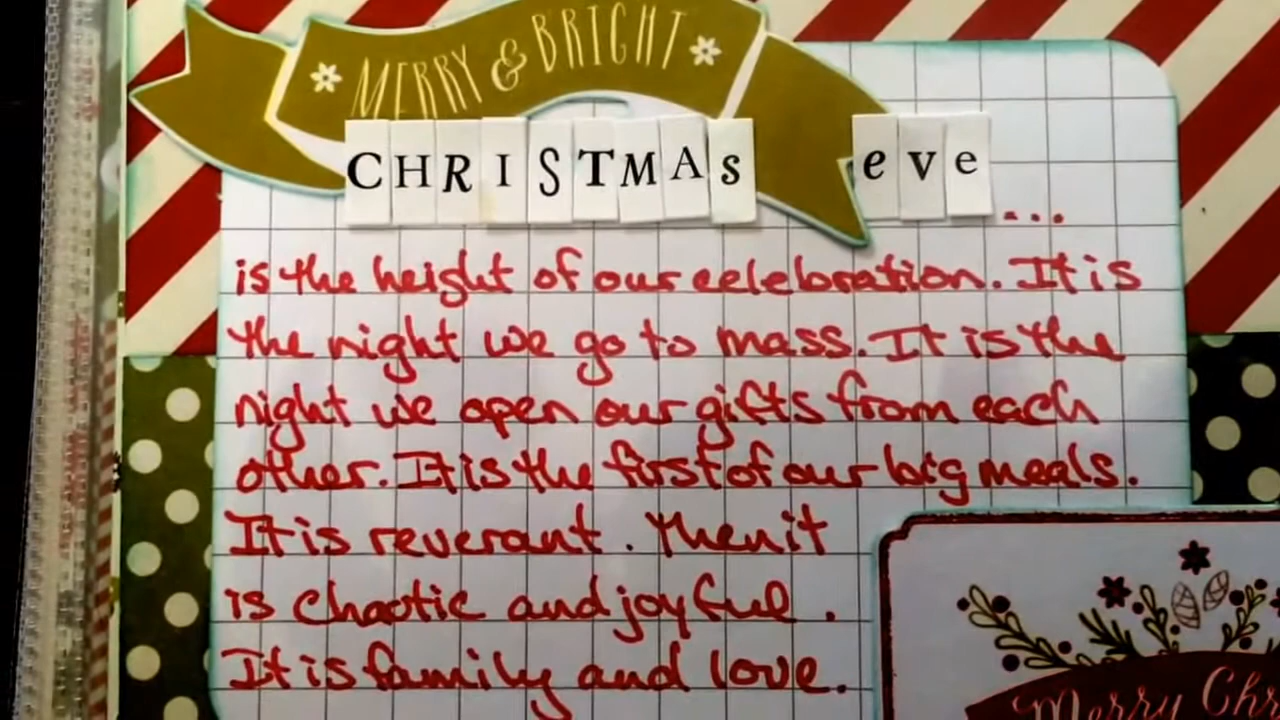 MERRY & BRIGHT
CHRISTMAs eve...
is the height of our celebration. It is
the night we go to mass. It is the
night we open our gifts from each
other. It is the first of our big meals.
It is reverant. Then it
is chaotic and joyful.
It is family and love.
Merry Chr